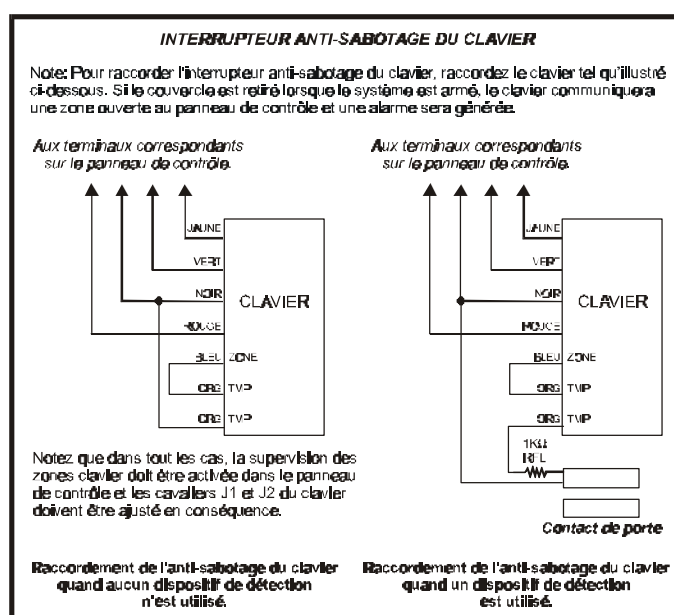 INTERRUPTEUR ANTI-SABOTAGE DU CLAVIER
Note: Pour raccorder l'interrupteur anti-sabotage du clavier, raccordez le clavier tel qu'illustré
ci-dessous. Si le couvercle est retiré lorsque le système est armé, le clavier communiquera
une zone ouverte au panneau de contrôle et une alarme sera générée.
Aux terminaux correspondants
sur le panneau de contrôle.
JAUNE
VERT
NOIR
CLAVIER
ROUGE
BLEU ZONE
ORG TMP
ORG TMP
Notez que dans tout les cas, la supervision des
zones clavier doit être activée dans le panneau
de contrôle et les cavaliers J1 et J2 du clavier
doivent être ajusté en conséquence.
Raccordement de l'anti-sabotage du clavier
quand aucun dispositif de détection
n'est utilisé.
Aux terminaux correspondants
sur le panneau de contrôle.
JAUNE
VERT
NOIR
CLAVIER
ROUGE
BLEU ZONE
ORG TMP
ORG TMP
1KΩ
RFL
Contact de porte
Raccordement de l'anti-sabotage du clavier
quand un dispositif de détection
est utilisé.